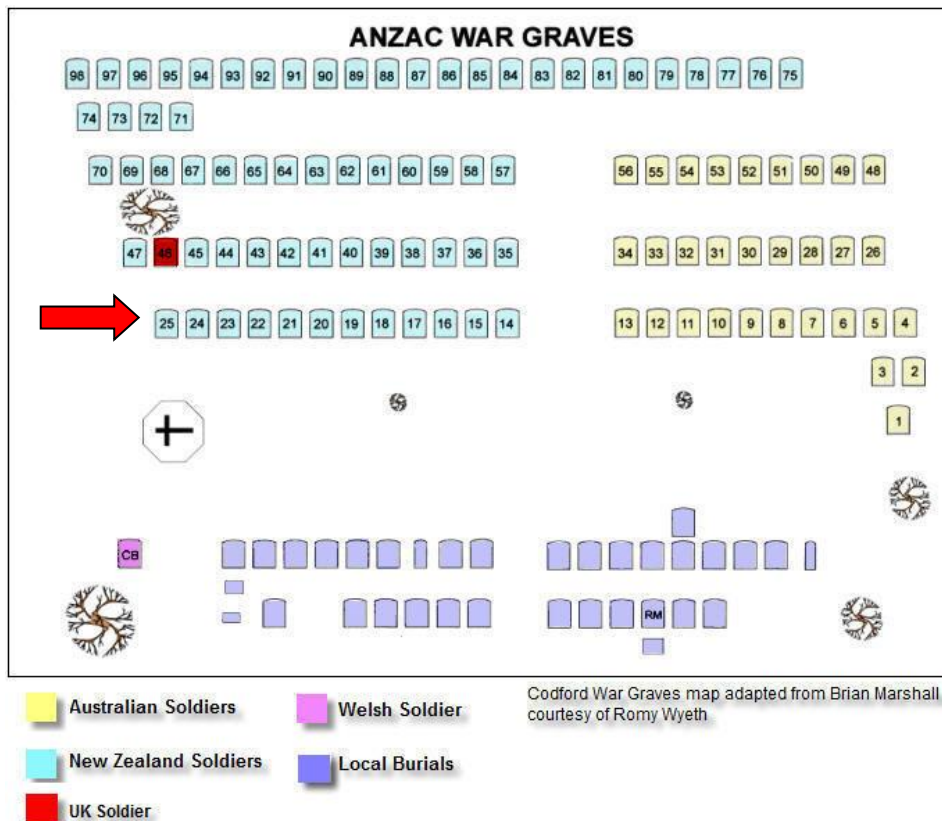 ANZAC WAR GRAVES
98 97 96 95 94 93 92 91 90 89 88 87 86 85 84 83 82 81 80 79 78 77 76 75
74 73 72 71
70 69 68 67 66 65 64 63 62 61 60 59 58 57 56 55 54 53 52 51 50 49 48
47 46 45 44 43 42 41 40 39 38 37 36 35 34 33 32 31 30 29 28 27 26
25 24 23 22 21 20 19 18 17 16 15 14 13 12 11 10 9 8 7 6 5 4
3 2
1
CB
RM
Australian Soldiers
New Zealand Soldiers
UK Soldier
Welsh Soldier
Local Burials
Codford War Graves map adapted from Brian Marshall
courtesy of Romy Wyeth